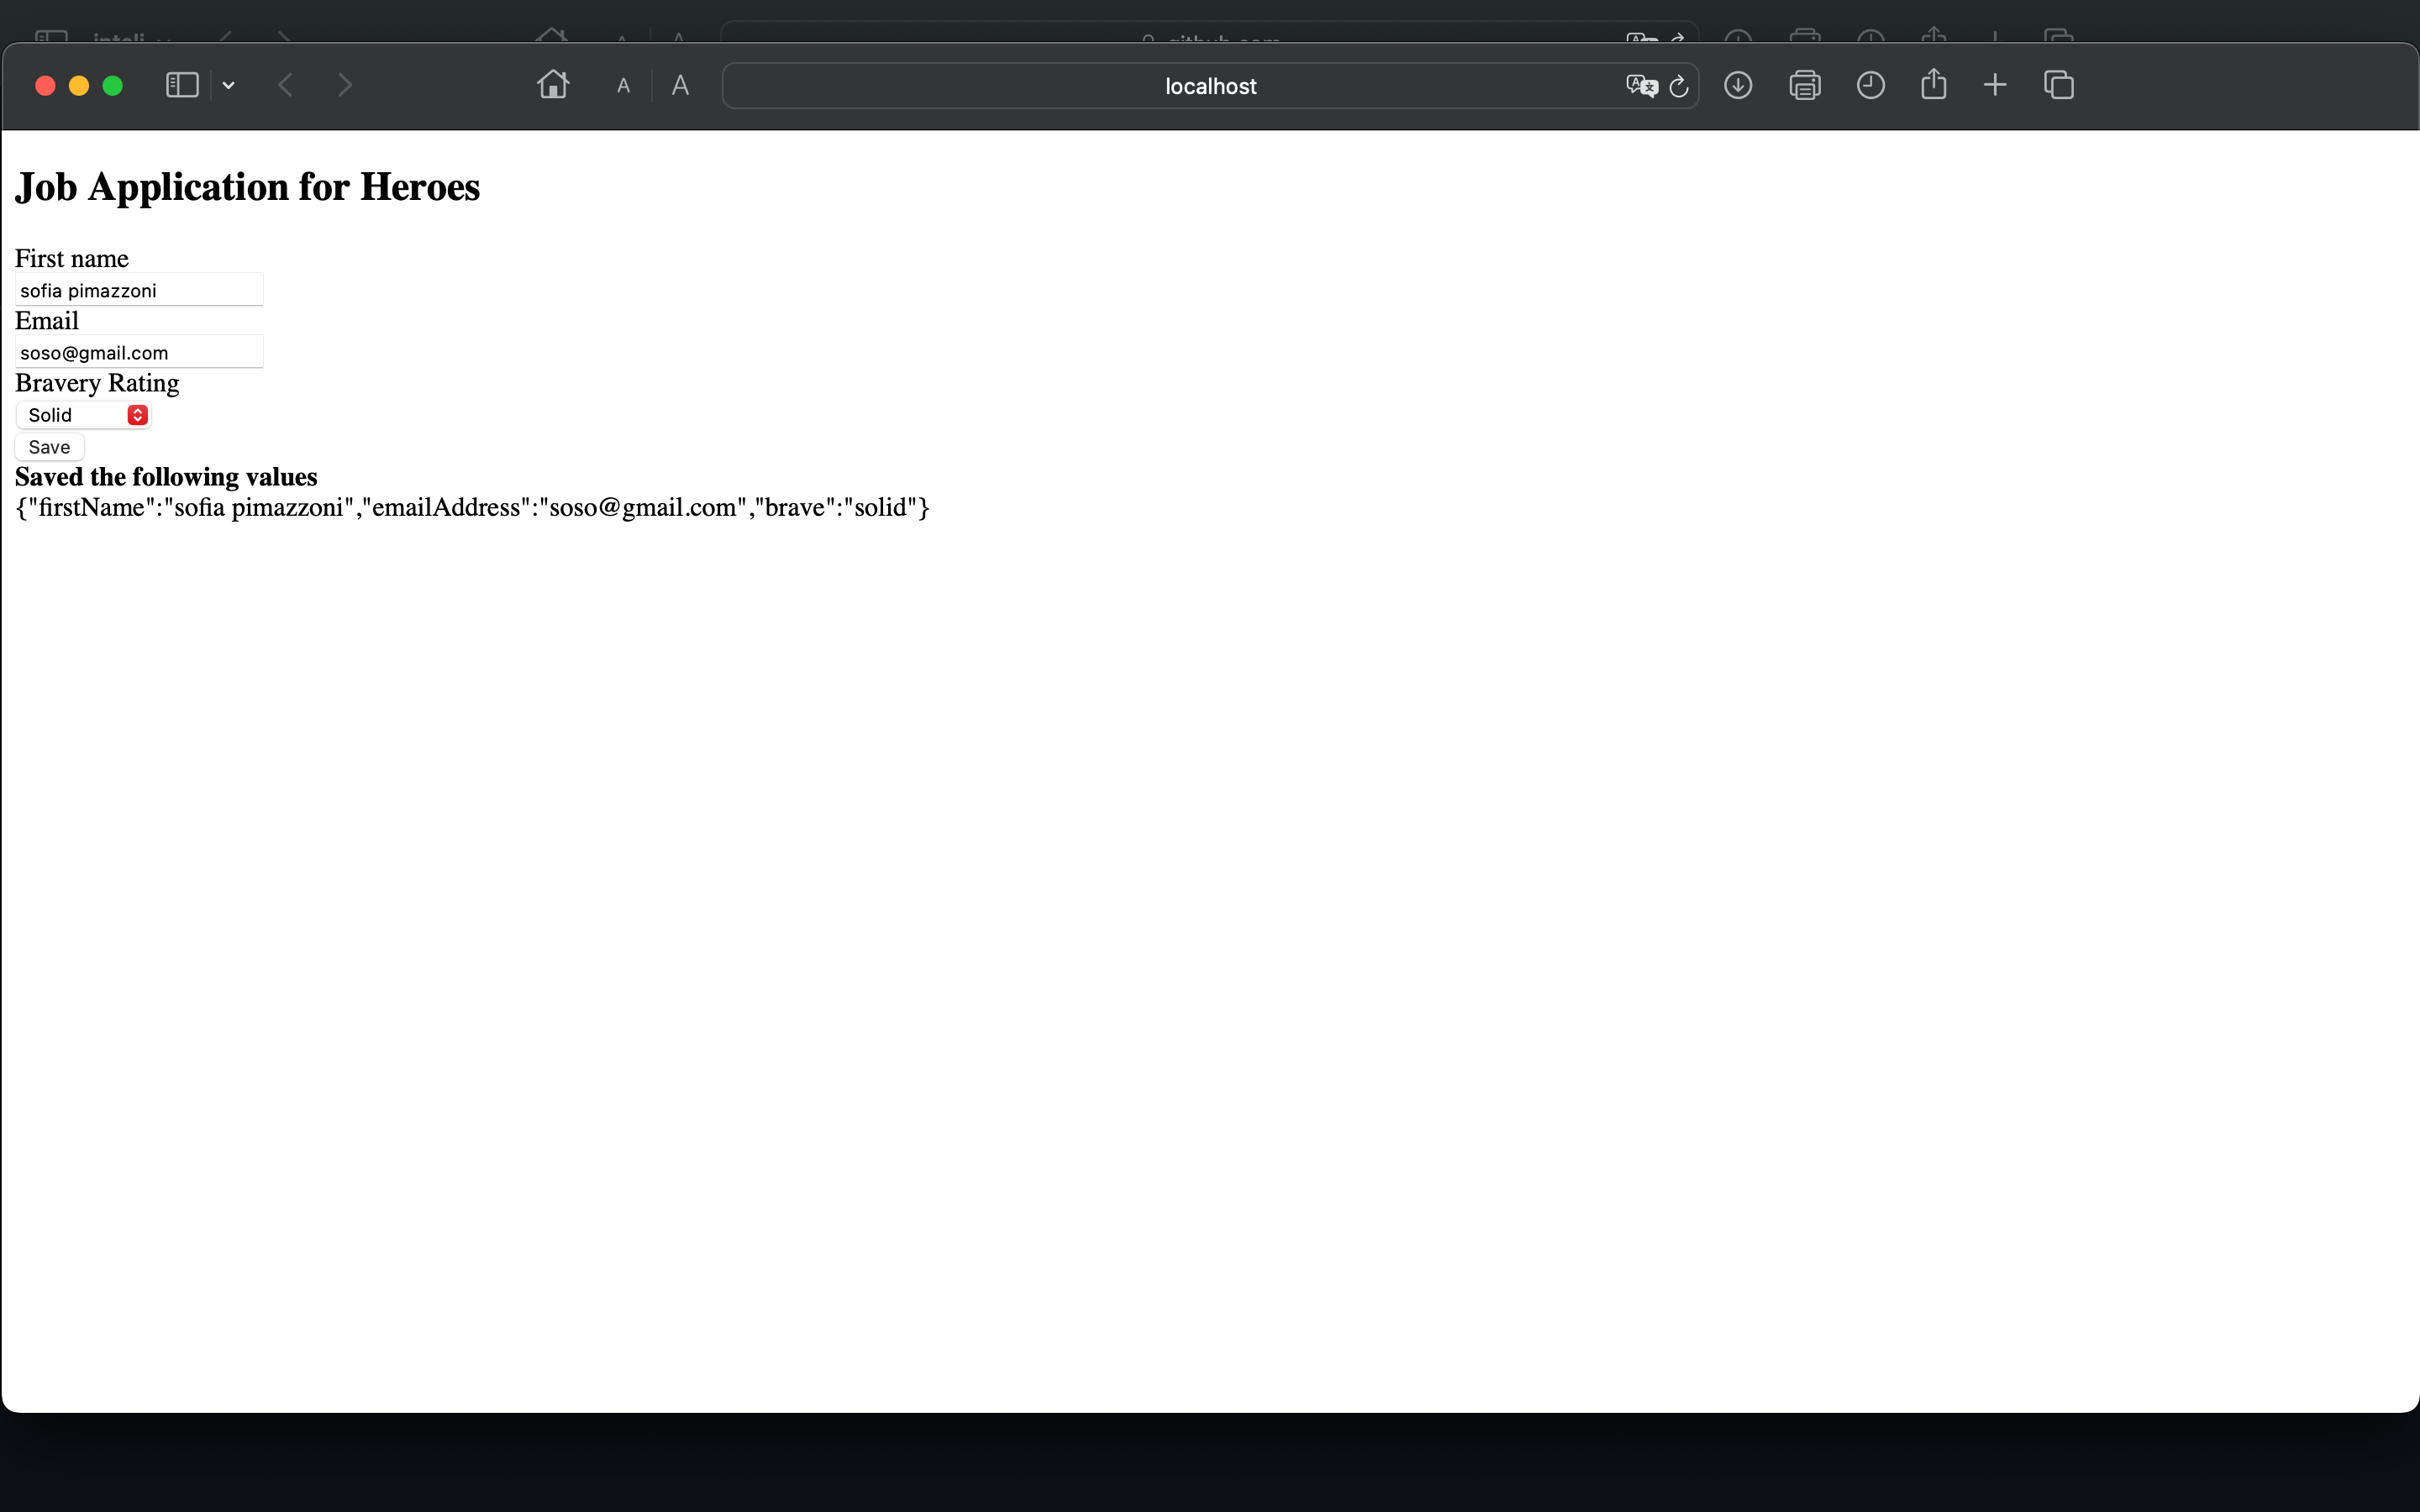 A A localhost
Job Application for Heroes
First name
sofia pimazzoni
Email
soso@gmail.com
Bravery Rating
Solid
Save
Saved the following values
{"firstName":"sofia pimazzoni","emailAddress":"soso@gmail.com","brave":"solid"}